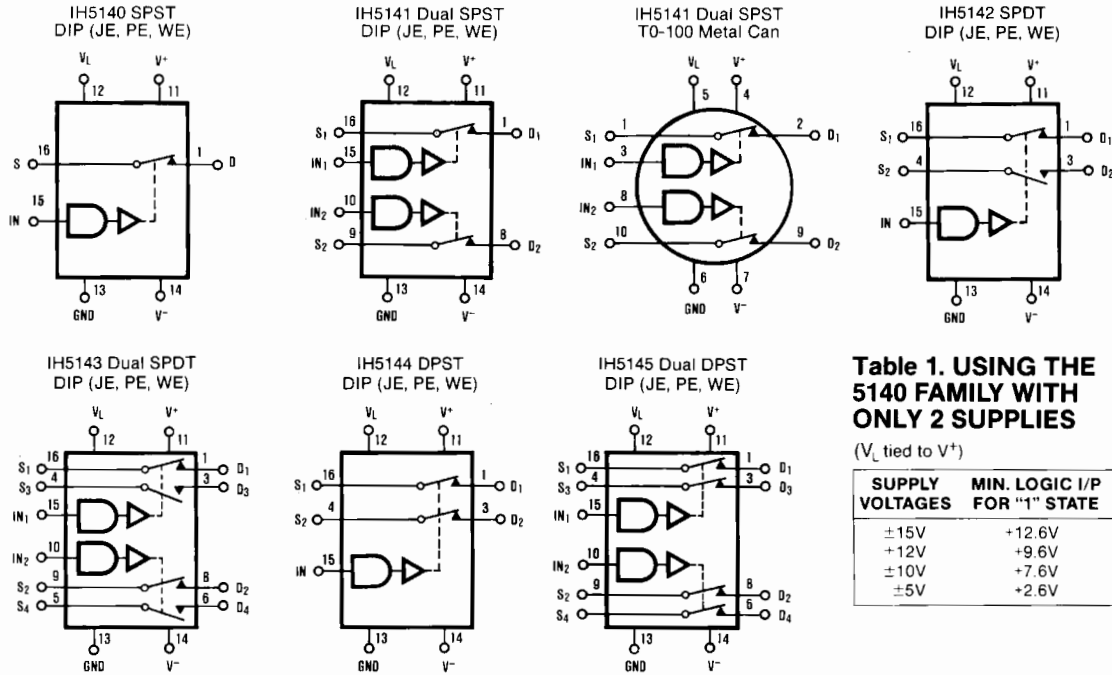 IH5140 SPST
DIP (JE, PE, WE)
VL V+
12 11
S 16 1 D
15
IN
13 14
GND V−
IH5141 Dual SPST
DIP (JE, PE, WE)
VL V+
12 11
S1 16 1 D1
IN1 15
IN2 10
S2 9 8 D2
13 14
GND V−
IH5141 Dual SPST
T0-100 Metal Can
VL V+
5 4
S1 1 2 D1
IN1 3
IN2 8
S2 10 9 D2
6 7
GND V−
IH5142 SPDT
DIP (JE, PE, WE)
VL V+
12 11
S1 16 1 D1
S2 4 3 D2
IN 15
13 14
GND V−
IH5143 Dual SPDT
DIP (JE, PE, WE)
VL V+
12 11
S1 16 1 D1
S3 4 3 D3
IN1 15
IN2 10
S2 9 8 D2
S4 5 6 D4
13 14
GND V−
IH5144 DPST
DIP (JE, PE, WE)
VL V+
12 11
S1 16 1 D1
S2 4 3 D2
IN 15
13 14
GND V−
IH5145 Dual DPST
DIP (JE, PE, WE)
VL V+
12 11
S1 16 1 D1
S3 4 3 D3
IN1 15
IN2 10
S2 9 8 D2
S4 5 6 D4
13 14
GND V−
Table 1. USING THE
5140 FAMILY WITH
ONLY 2 SUPPLIES
(VL tied to V+)
SUPPLY MIN. LOGIC I/P
VOLTAGES FOR "1" STATE
±15V +12.6V
±12V +9.6V
±10V +7.6V
±5V +2.6V